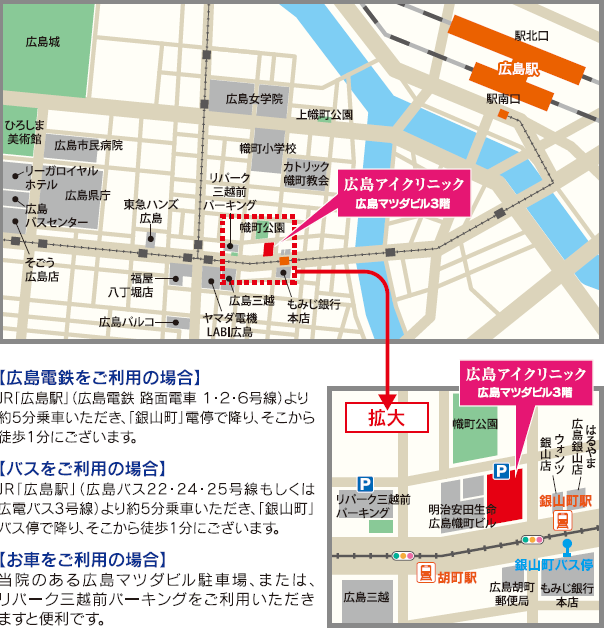 広島城
駅北口
広島駅
駅南口
広島女学院
上幟町公園
ひろしま
美術館
広島市民病院
幟町小学校
カトリック
幟町教会
リーガロイヤル
ホテル
広島県庁
リパーク
三越前
パーキング
広島アイクリニック
広島マツダビル3階
広島
バスセンター
東急ハンズ
広島
幟町公園
そごう
広島店
福屋
八丁堀店
広島三越
もみじ銀行
本店
広島パルコ
ヤマダ電機
LABI広島
【広島電鉄をご利用の場合】
JR「広島駅」（広島電鉄 路面電車 1・2・6号線）より
約5分乗車いただき、「銀山町」電停で降り、そこから
徒歩1分にございます。
【バスをご利用の場合】
JR「広島駅」（広島バス22・24・25号線もしくは
広電バス3号線）より約5分乗車いただき、「銀山町」
バス停で降り、そこから徒歩1分にございます。
【お車をご利用の場合】
当院のある広島マツダビル駐車場、または、
リパーク三越前パーキングをご利用いただき
ますと便利です。
拡大
広島アイクリニック
広島マツダビル3階
幟町公園
P
P
はるやま
広島銀山店
ウォンツ
銀山店
リパーク三越前
パーキング
明治安田生命
広島幟町ビル
銀山町駅
銀山町バス停
胡町駅
広島三越
広島胡町
郵便局
もみじ銀行
本店